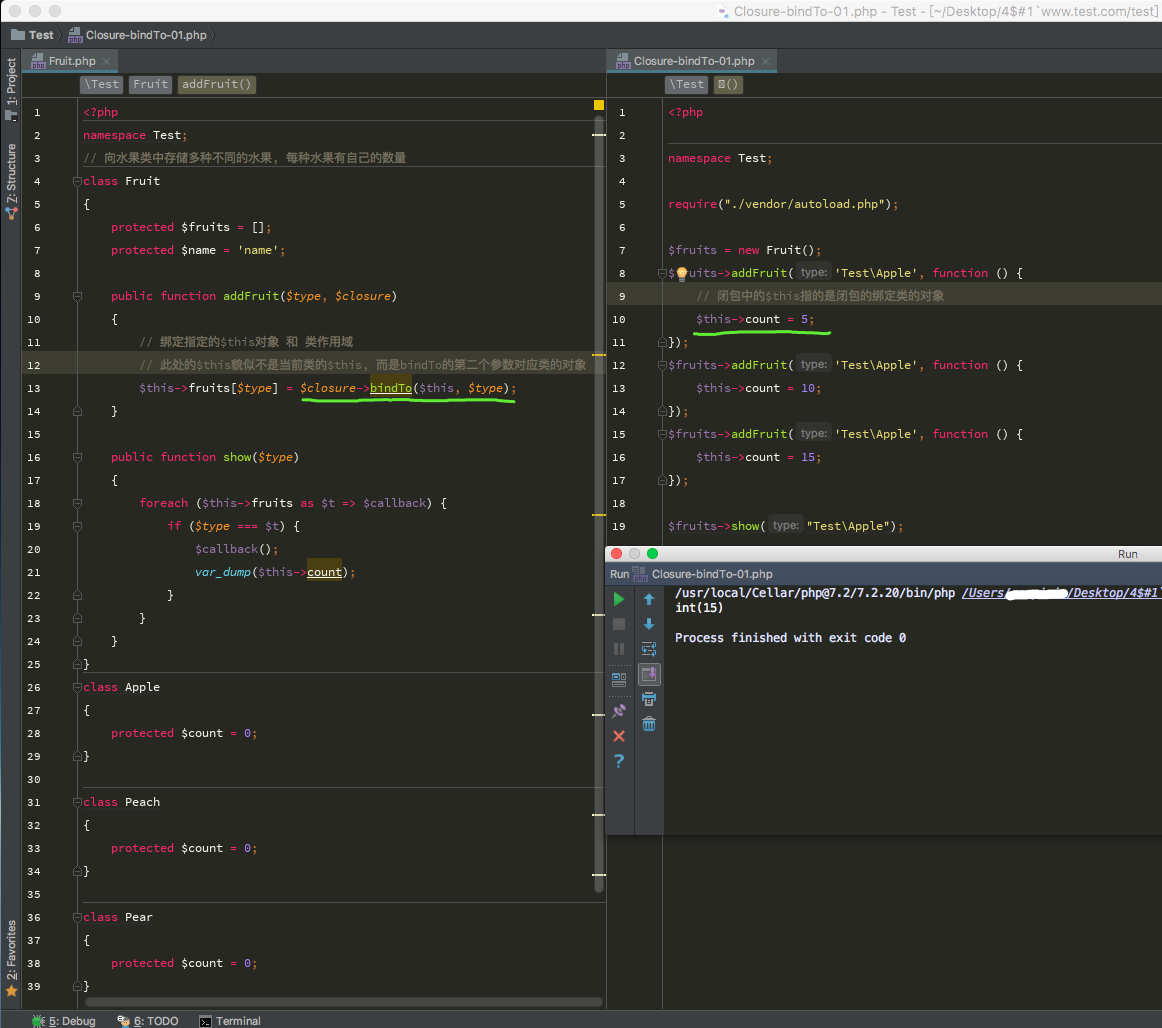 Closure-bindTo-01.php - Test - [~/Desktop/4$#1`www.test.com/test]
Test
Closure-bindTo-01.php
1: Project
Z: Structure
2: Favorites
Fruit.php
\Test Fruit addFruit()
1 <?php
2 namespace Test;
3 // 向水果类中存储多种不同的水果, 每种水果有自己的数量
4 class Fruit
5 {
6 protected $fruits = [];
7 protected $name = 'name';
8
9 public function addFruit($type, $closure)
10 {
11 // 绑定指定的$this对象 和 类作用域
12 // 此处的$this貌似不是当前类的$this, 而是bindTo的第二个参数对应类的对象
13 $this->fruits[$type] = $closure->bindTo($this, $type);
14 }
15
16 public function show($type)
17 {
18 foreach ($this->fruits as $t => $callback) {
19 if ($type === $t) {
20 $callback();
21 var_dump($this->count);
22 }
23 }
24 }
25 }
26 class Apple
27 {
28 protected $count = 0;
29 }
30
31 class Peach
32 {
33 protected $count = 0;
34 }
35
36 class Pear
37 {
38 protected $count = 0;
39 }
Closure-bindTo-01.php
\Test ()
1 <?php
2
3 namespace Test;
4
5 require("./vendor/autoload.php");
6
7 $fruits = new Fruit();
8 $fruits->addFruit( type: 'Test\Apple', function () {
9 // 闭包中的$this指的是闭包的绑定类的对象
10 $this->count = 5;
11 });
12 $fruits->addFruit( type: 'Test\Apple', function () {
13 $this->count = 10;
14 });
15 $fruits->addFruit( type: 'Test\Apple', function () {
16 $this->count = 15;
17 });
18
19 $fruits->show( type: "Test\Apple");
Run
Run Closure-bindTo-01.php
/usr/local/Cellar/php@7.2/7.2.20/bin/php /Users/ /Desktop/4$#1`
int(15)
Process finished with exit code 0
5: Debug
6: TODO
Terminal